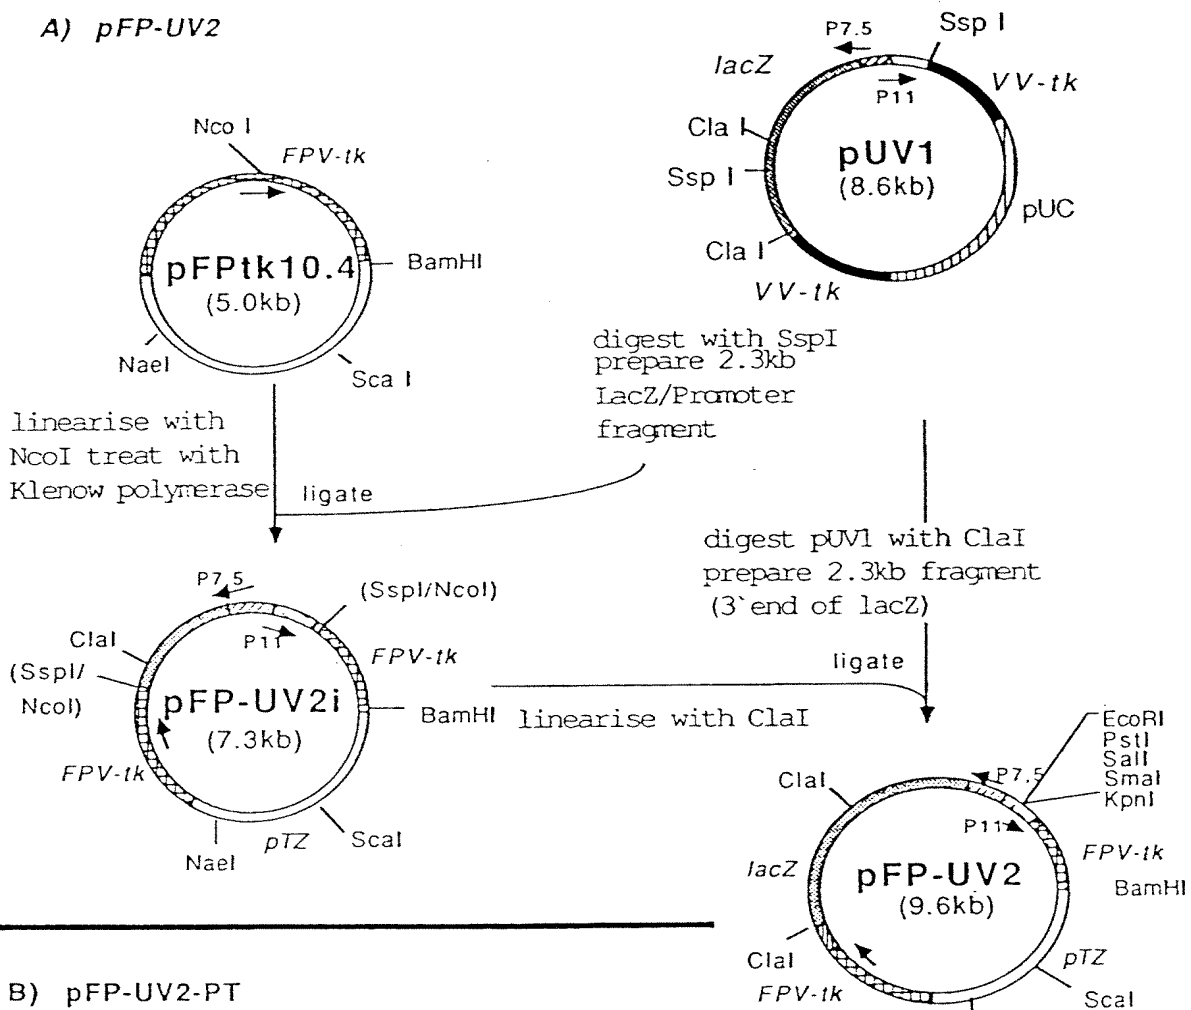 A) pFP-UV2
P7.5
Ssp I
lacZ
VV-tk
P11
Nco I
FPV-tk
Cla I
pUV1
(8.6kb)
Ssp I
pUC
Cla I
VV-tk
pFPtk10.4
(5.0kb)
BamHI
NaeI
Sca I
digest with SspI
prepare 2.3kb
LacZ/Promoter
fragment
linearise with
NcoI treat with
Klenow polymerase
ligate
digest pUV1 with ClaI
prepare 2.3kb fragment
(3`end of lacZ)
ligate
P7.5
(SspI/NcoI)
P11
ClaI
FPV-tk
(SspI/
NcoI)
pFP-UV2i
(7.3kb)
BamHI
linearise with ClaI
FPV-tk
NaeI
pTZ
ScaI
EcoRI
PstI
SalI
SmaI
KpnI
ClaI
P7.5
P11
FPV-tk
lacZ
pFP-UV2
(9.6kb)
BamHI
ClaI
pTZ
FPV-tk
ScaI
B) pFP-UV2-PT